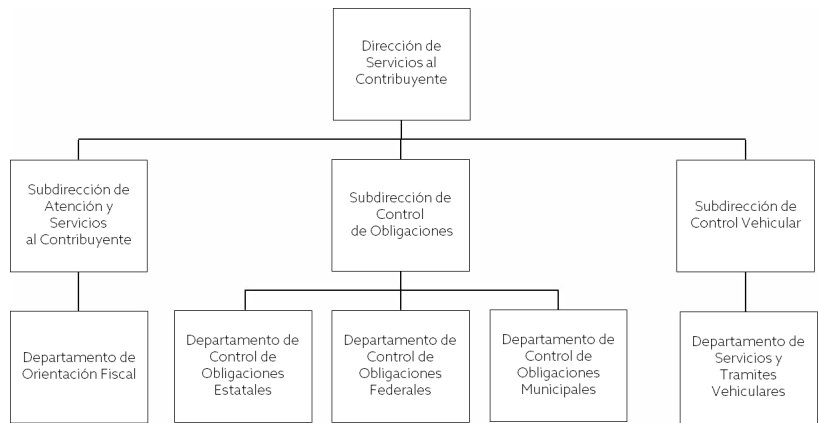 Dirección de
Servicios al
Contribuyente
Subdirección de
Atención y
Servicios
al Contribuyente
Subdirección de
Control
de Obligaciones
Subdirección de
Control Vehicular
Departamento de
Orientación Fiscal
Departamento de
Control de
Obligaciones
Estatales
Departamento de
Control de
Obligaciones
Federales
Departamento de
Control de
Obligaciones
Municipales
Departamento de
Servicios y
Tramites
Vehiculares